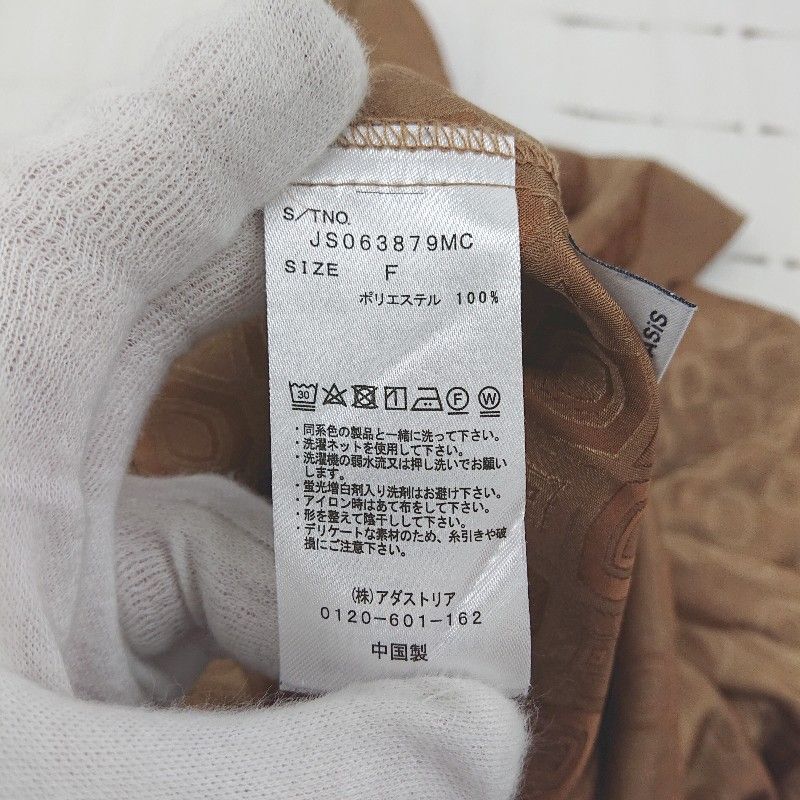 S/TNO.
JS063879MC
SIZE F
ポリエステル 100%
30 F W
・同系色の製品と一緒に洗って下さい。
・洗濯ネットを使用して下さい。
・洗濯機の弱水流又は押し洗いでお願い
します。
・蛍光増白剤入り洗剤はお避け下さい。
・アイロン時はあて布をして下さい。
・形を整えて陰干しして下さい。
・デリケートな素材のため、糸引きや破
損にご注意下さい。
(株)アダストリア
0120-601-162
中国製